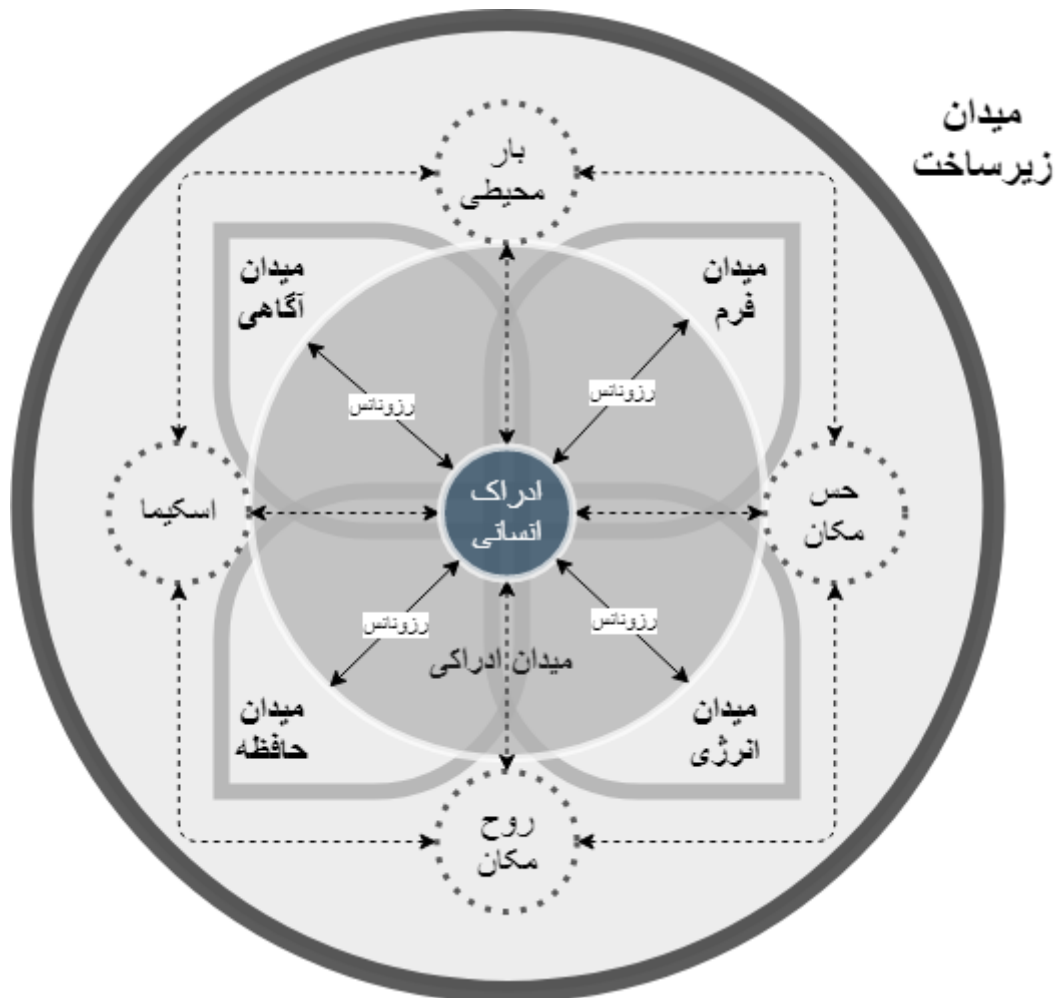 میدان
زیرساخت
بار
محیطی
میدان
فرم
میدان
آگاهی
رزونانس
رزونانس
حس
مکان
ادراک
انسانی
اسکیما
رزونانس
رزونانس
میدان ادراکی
میدان
انرژی
میدان
حافظه
روح
مکان